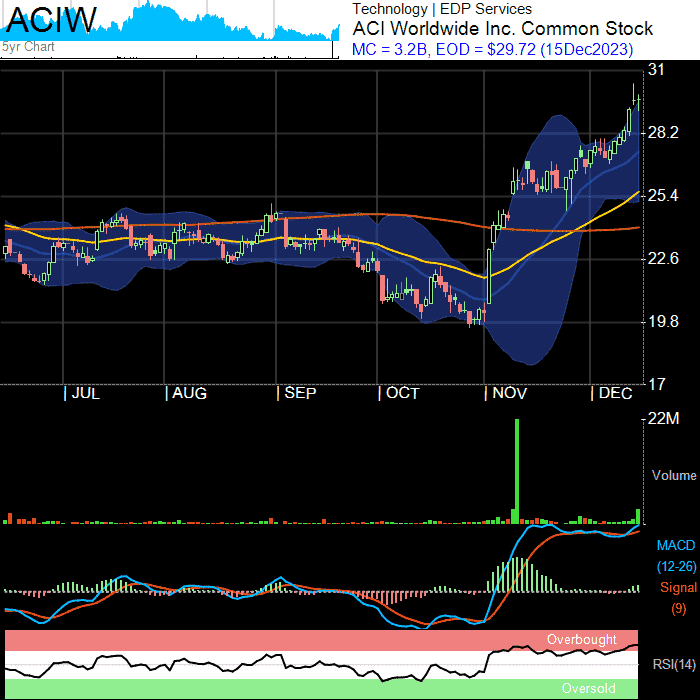 ACIW
5yr Chart
Technology | EDP Services
ACI Worldwide Inc. Common Stock
MC = 3.2B, EOD = $29.72 (15Dec2023)
31
28.2
25.4
22.6
19.8
17
| JUL | AUG | SEP | OCT | NOV | DEC
22M
Volume
MACD
(12-26)
Signal
(9)
Overbought
RSI(14)
Oversold